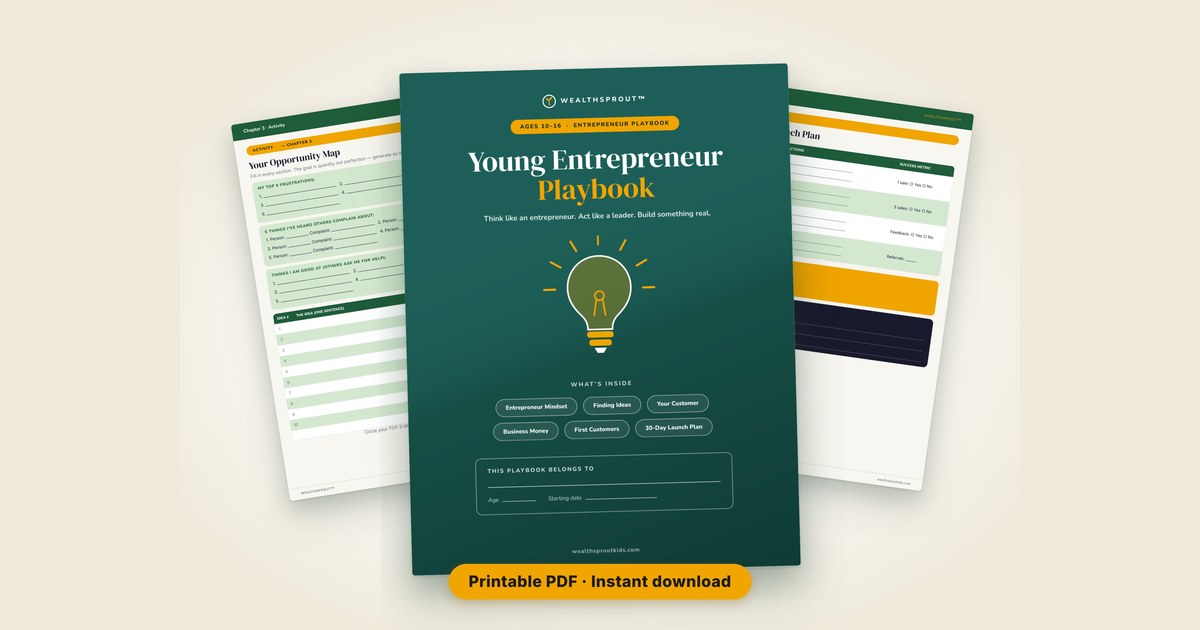 Chapter 3 · Activity
ACTIVITY — CHAPTER 3
Your Opportunity Map
Fill in every section. The goal is quantity not perfection — generate as
MY TOP 5 FRUSTRATIONS:
1. 2.
3. 4.
5.
5 THINGS I'VE HEARD OTHERS COMPLAIN ABOUT:
1. Person: Complaint: 2. Person:
3. Person: Complaint: 4. Person:
5. Person: Complaint:
THINGS I AM GOOD AT (OTHERS ASK ME FOR HELP):
1. 2.
3.
5.
IDEA # THE IDEA (ONE SENTENCE)
1
2
3
4
5
6
7
8
9
10
Circle your TOP 3
WEALTHSPROUT™
WEALTHSPROUT™
AGES 10–16 · ENTREPRENEUR PLAYBOOK
Young Entrepreneur
Playbook
Think like an entrepreneur. Act like a leader. Build something real.
WHAT'S INSIDE
Entrepreneur Mindset Finding Ideas Your Customer
Business Money First Customers 30-Day Launch Plan
THIS PLAYBOOK BELONGS TO
Age Starting date
wealthsproutkids.com
Printable PDF · Instant download
WEALTHSPROUT™
Plan
SUCCESS METRIC
1 sale: O Yes O No
3 sales: O Yes O No
Feedback: O Yes O No
Referrals:
wealthsproutkids.com